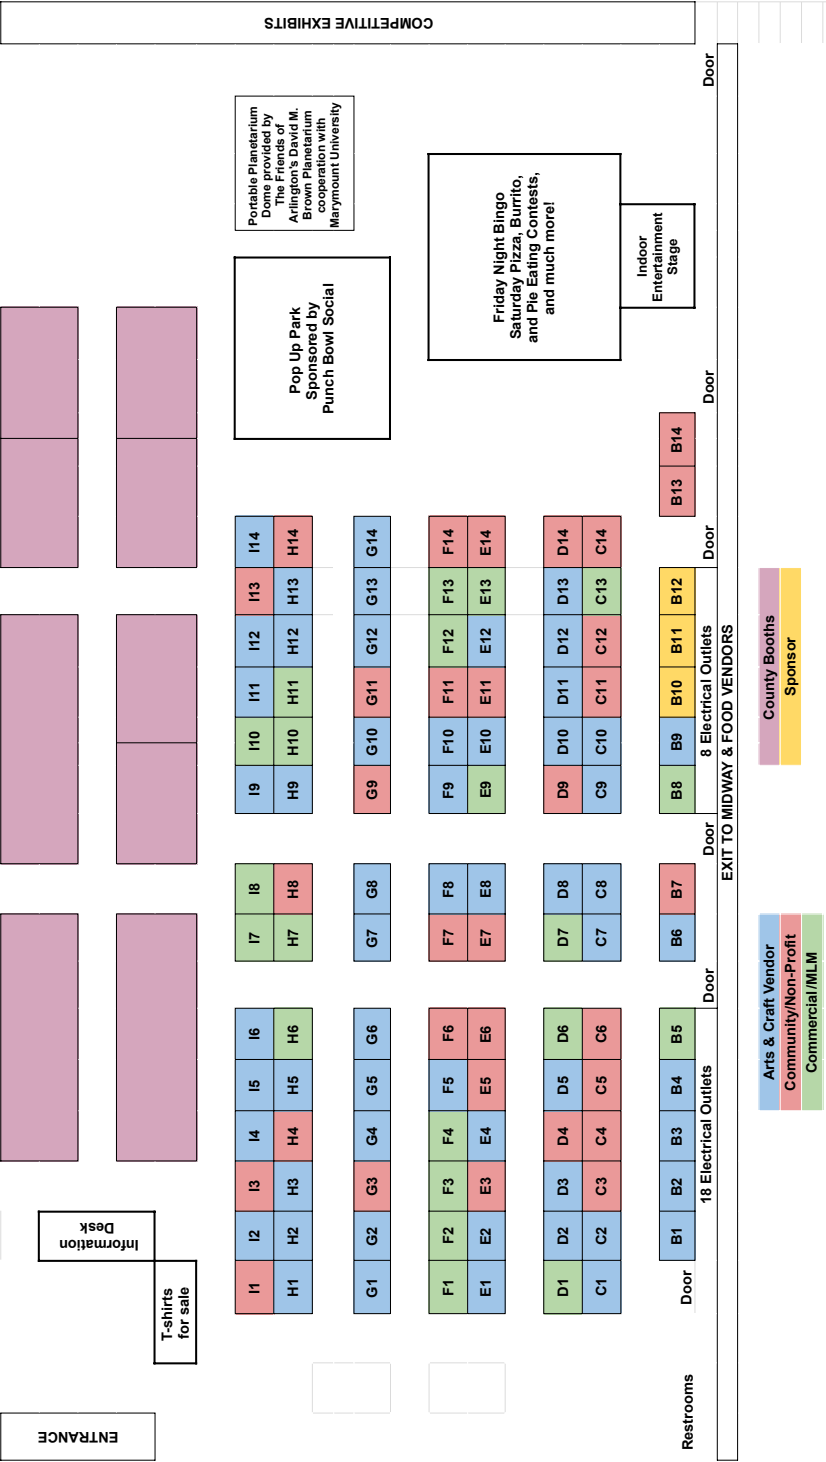 ENTRANCE
Information
Desk
T-shirts
for sale
COMPETITIVE EXHIBITS
I1 I2 I3 I4 I5 I6 I7 I8 I9 I10 I11 I12 I13 I14
H1 H2 H3 H4 H5 H6 H7 H8 H9 H10 H11 H12 H13 H14
Pop Up Park
Sponsored by
Punch Bowl Social
Portable Planetarium
Dome provided by
The Friends of
Arlington's David M.
Brown Planetarium
cooperation with
Marymount University
G1 G2 G3 G4 G5 G6 G7 G8 G9 G10 G11 G12 G13 G14
F1 F2 F3 F4 F5 F6 F7 F8 F9 F10 F11 F12 F13 F14
E1 E2 E3 E4 E5 E6 E7 E8 E9 E10 E11 E12 E13 E14
Friday Night Bingo
Saturday Pizza, Burrito,
and Pie Eating Contests,
and much more!
D1 D2 D3 D4 D5 D6 D7 D8 D9 D10 D11 D12 D13 D14
C1 C2 C3 C4 C5 C6 C7 C8 C9 C10 C11 C12 C13 C14
Indoor
Entertainment
Stage
B1 B2 B3 B4 B5 B6 B7 B8 B9 B10 B11 B12 B13 B14
Restrooms Door 18 Electrical Outlets Door Door 8 Electrical Outlets Door Door Door
EXIT TO MIDWAY & FOOD VENDORS
Arts & Craft Vendor
Community/Non-Profit
Commercial/MLM
County Booths
Sponsor